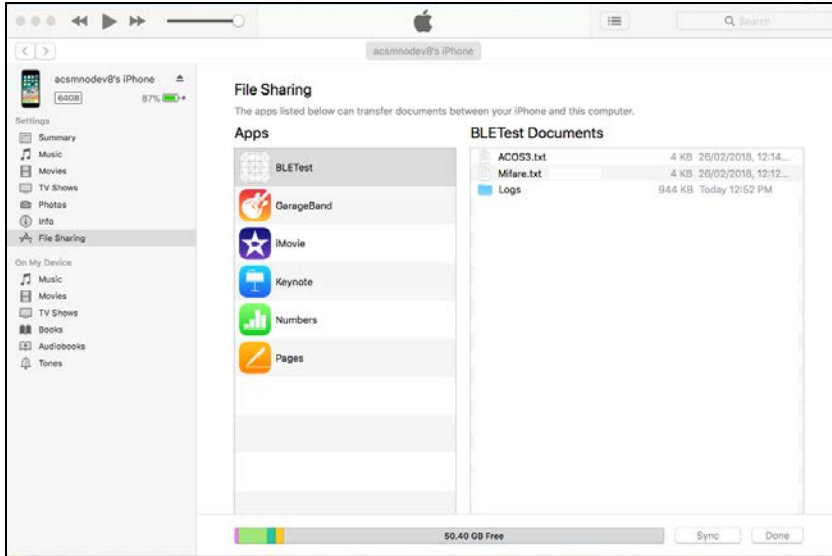 Search
acsmnodev8's iPhone
acsmnodev8's iPhone
64GB 87%
Settings
Summary
Music
Movies
TV Shows
Photos
Info
File Sharing
On My Device
Music
Movies
TV Shows
Books
Audiobooks
Tones
File Sharing
The apps listed below can transfer documents between your iPhone and this computer.
Apps
BLETest
GarageBand
iMovie
Keynote
Numbers
Pages
BLETest Documents
ACOS3.txt 4 KB 26/02/2018, 12:14...
Mifare.txt 4 KB 26/02/2018, 12:12...
Logs 944 KB Today 12:52 PM
50.40 GB Free
Sync Done